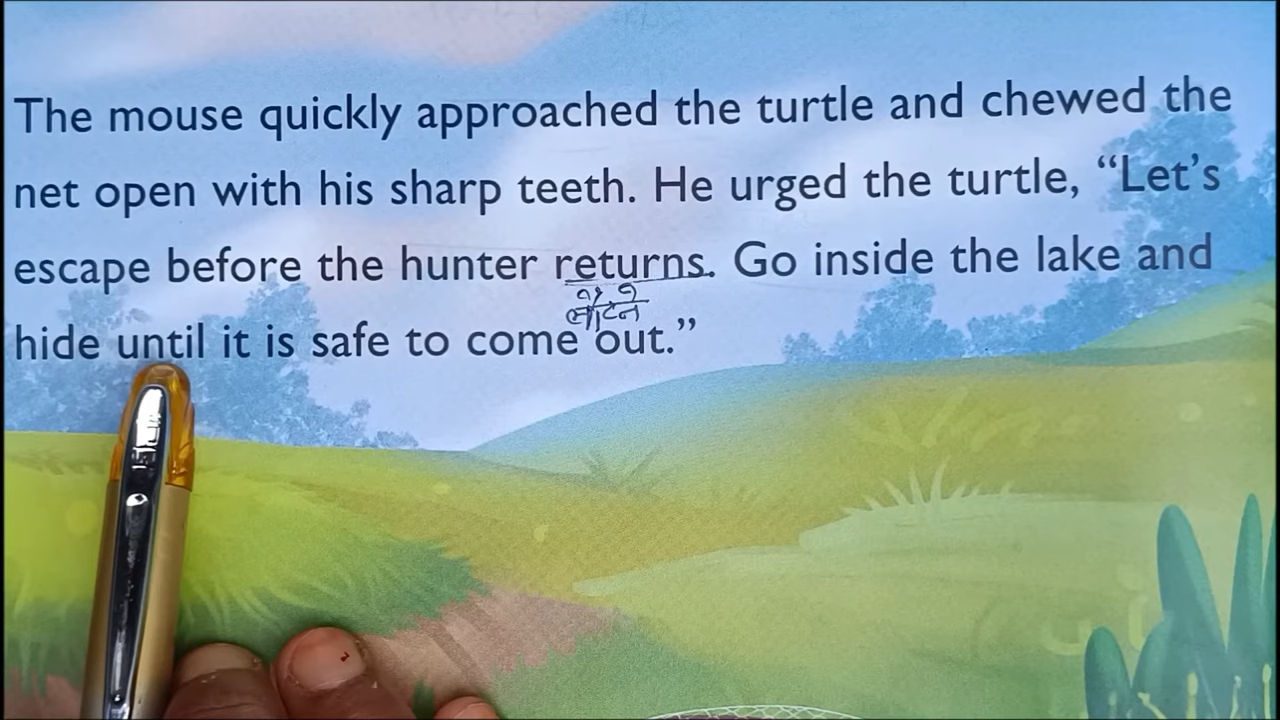 The mouse quickly approached the turtle and chewed the
net open with his sharp teeth. He urged the turtle, “Let’s
escape before the hunter returns. Go inside the lake and
hide until it is safe to come out.”